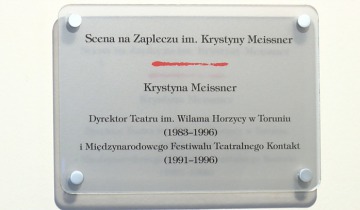 Scena na Zapleczu im. Krystyny Meissner
Krystyna Meissner
Dyrektor Teatru im. Wilama Horzycy w Toruniu
(1983–1996)
i Międzynarodowego Festiwalu Teatralnego Kontakt
(1991–1996)